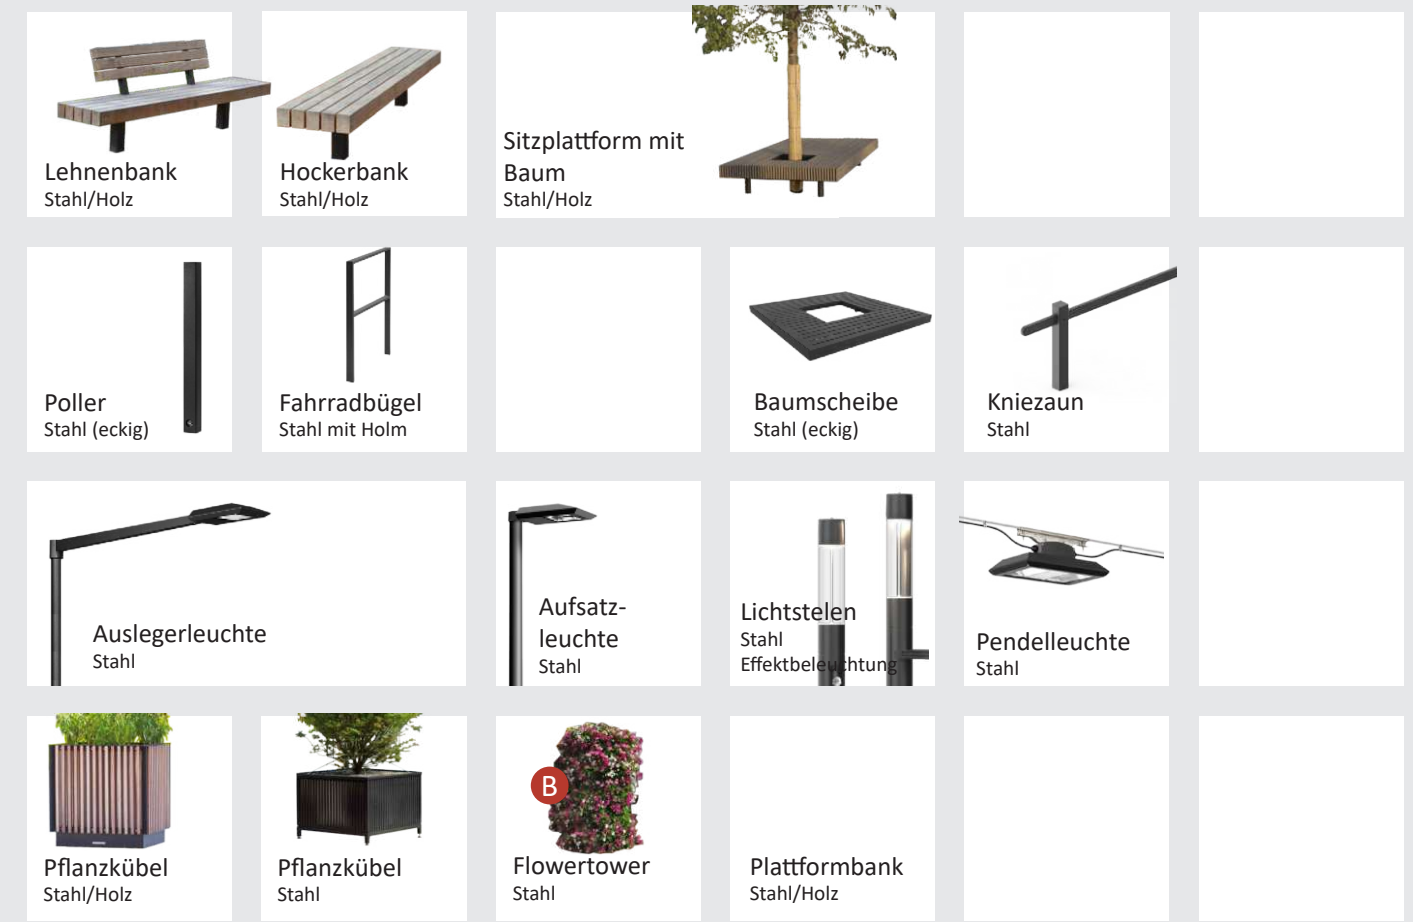 Lehnenbank
Stahl/Holz
Hockerbank
Stahl/Holz
Sitzplattform mit
Baum
Stahl/Holz
Poller
Stahl (eckig)
Fahrradbügel
Stahl mit Holm
Baumscheibe
Stahl (eckig)
Kniezaun
Stahl
Auslegerleuchte
Stahl
Aufsatz-
leuchte
Stahl
Lichtstelen
Stahl
Effektbeleuchtung
Pendelleuchte
Stahl
Pflanzkübel
Stahl/Holz
Pflanzkübel
Stahl
B
Flowertower
Stahl
Plattformbank
Stahl/Holz